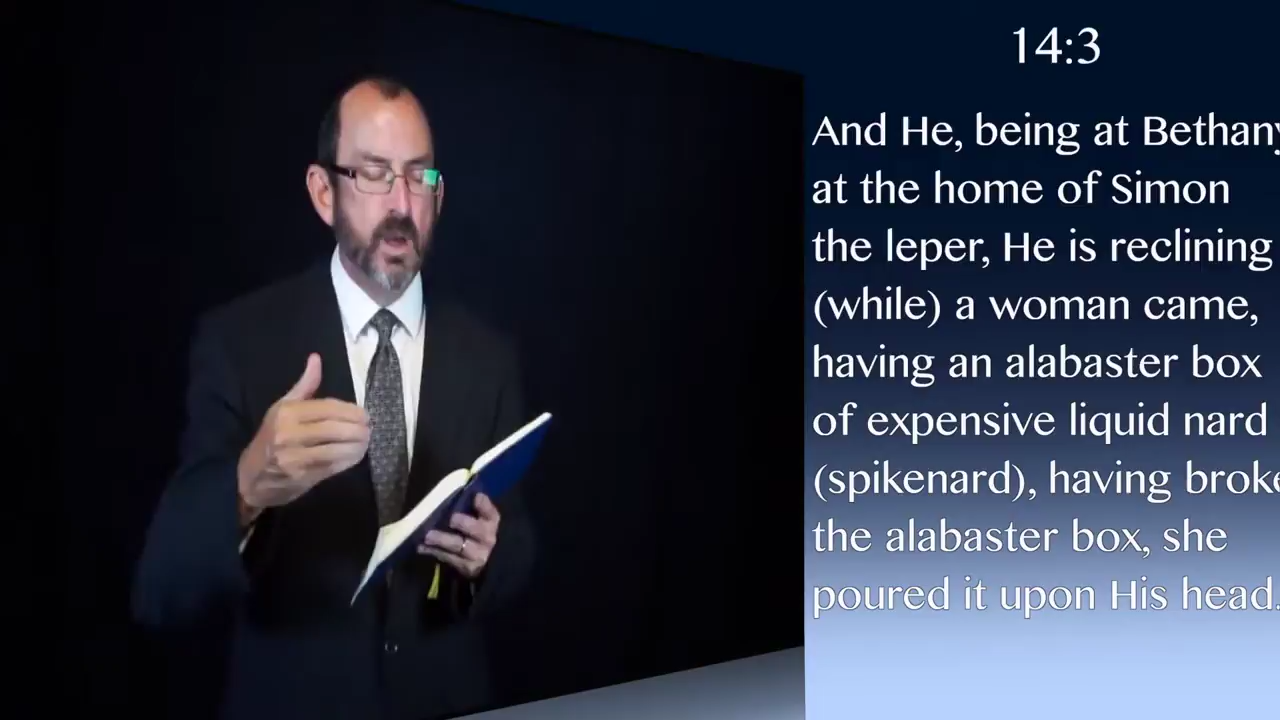 14:3
And He, being at Bethany
at the home of Simon
the leper, He is reclining
(while) a woman came,
having an alabaster box
of expensive liquid nard
(spikenard), having broke
the alabaster box, she
poured it upon His head.